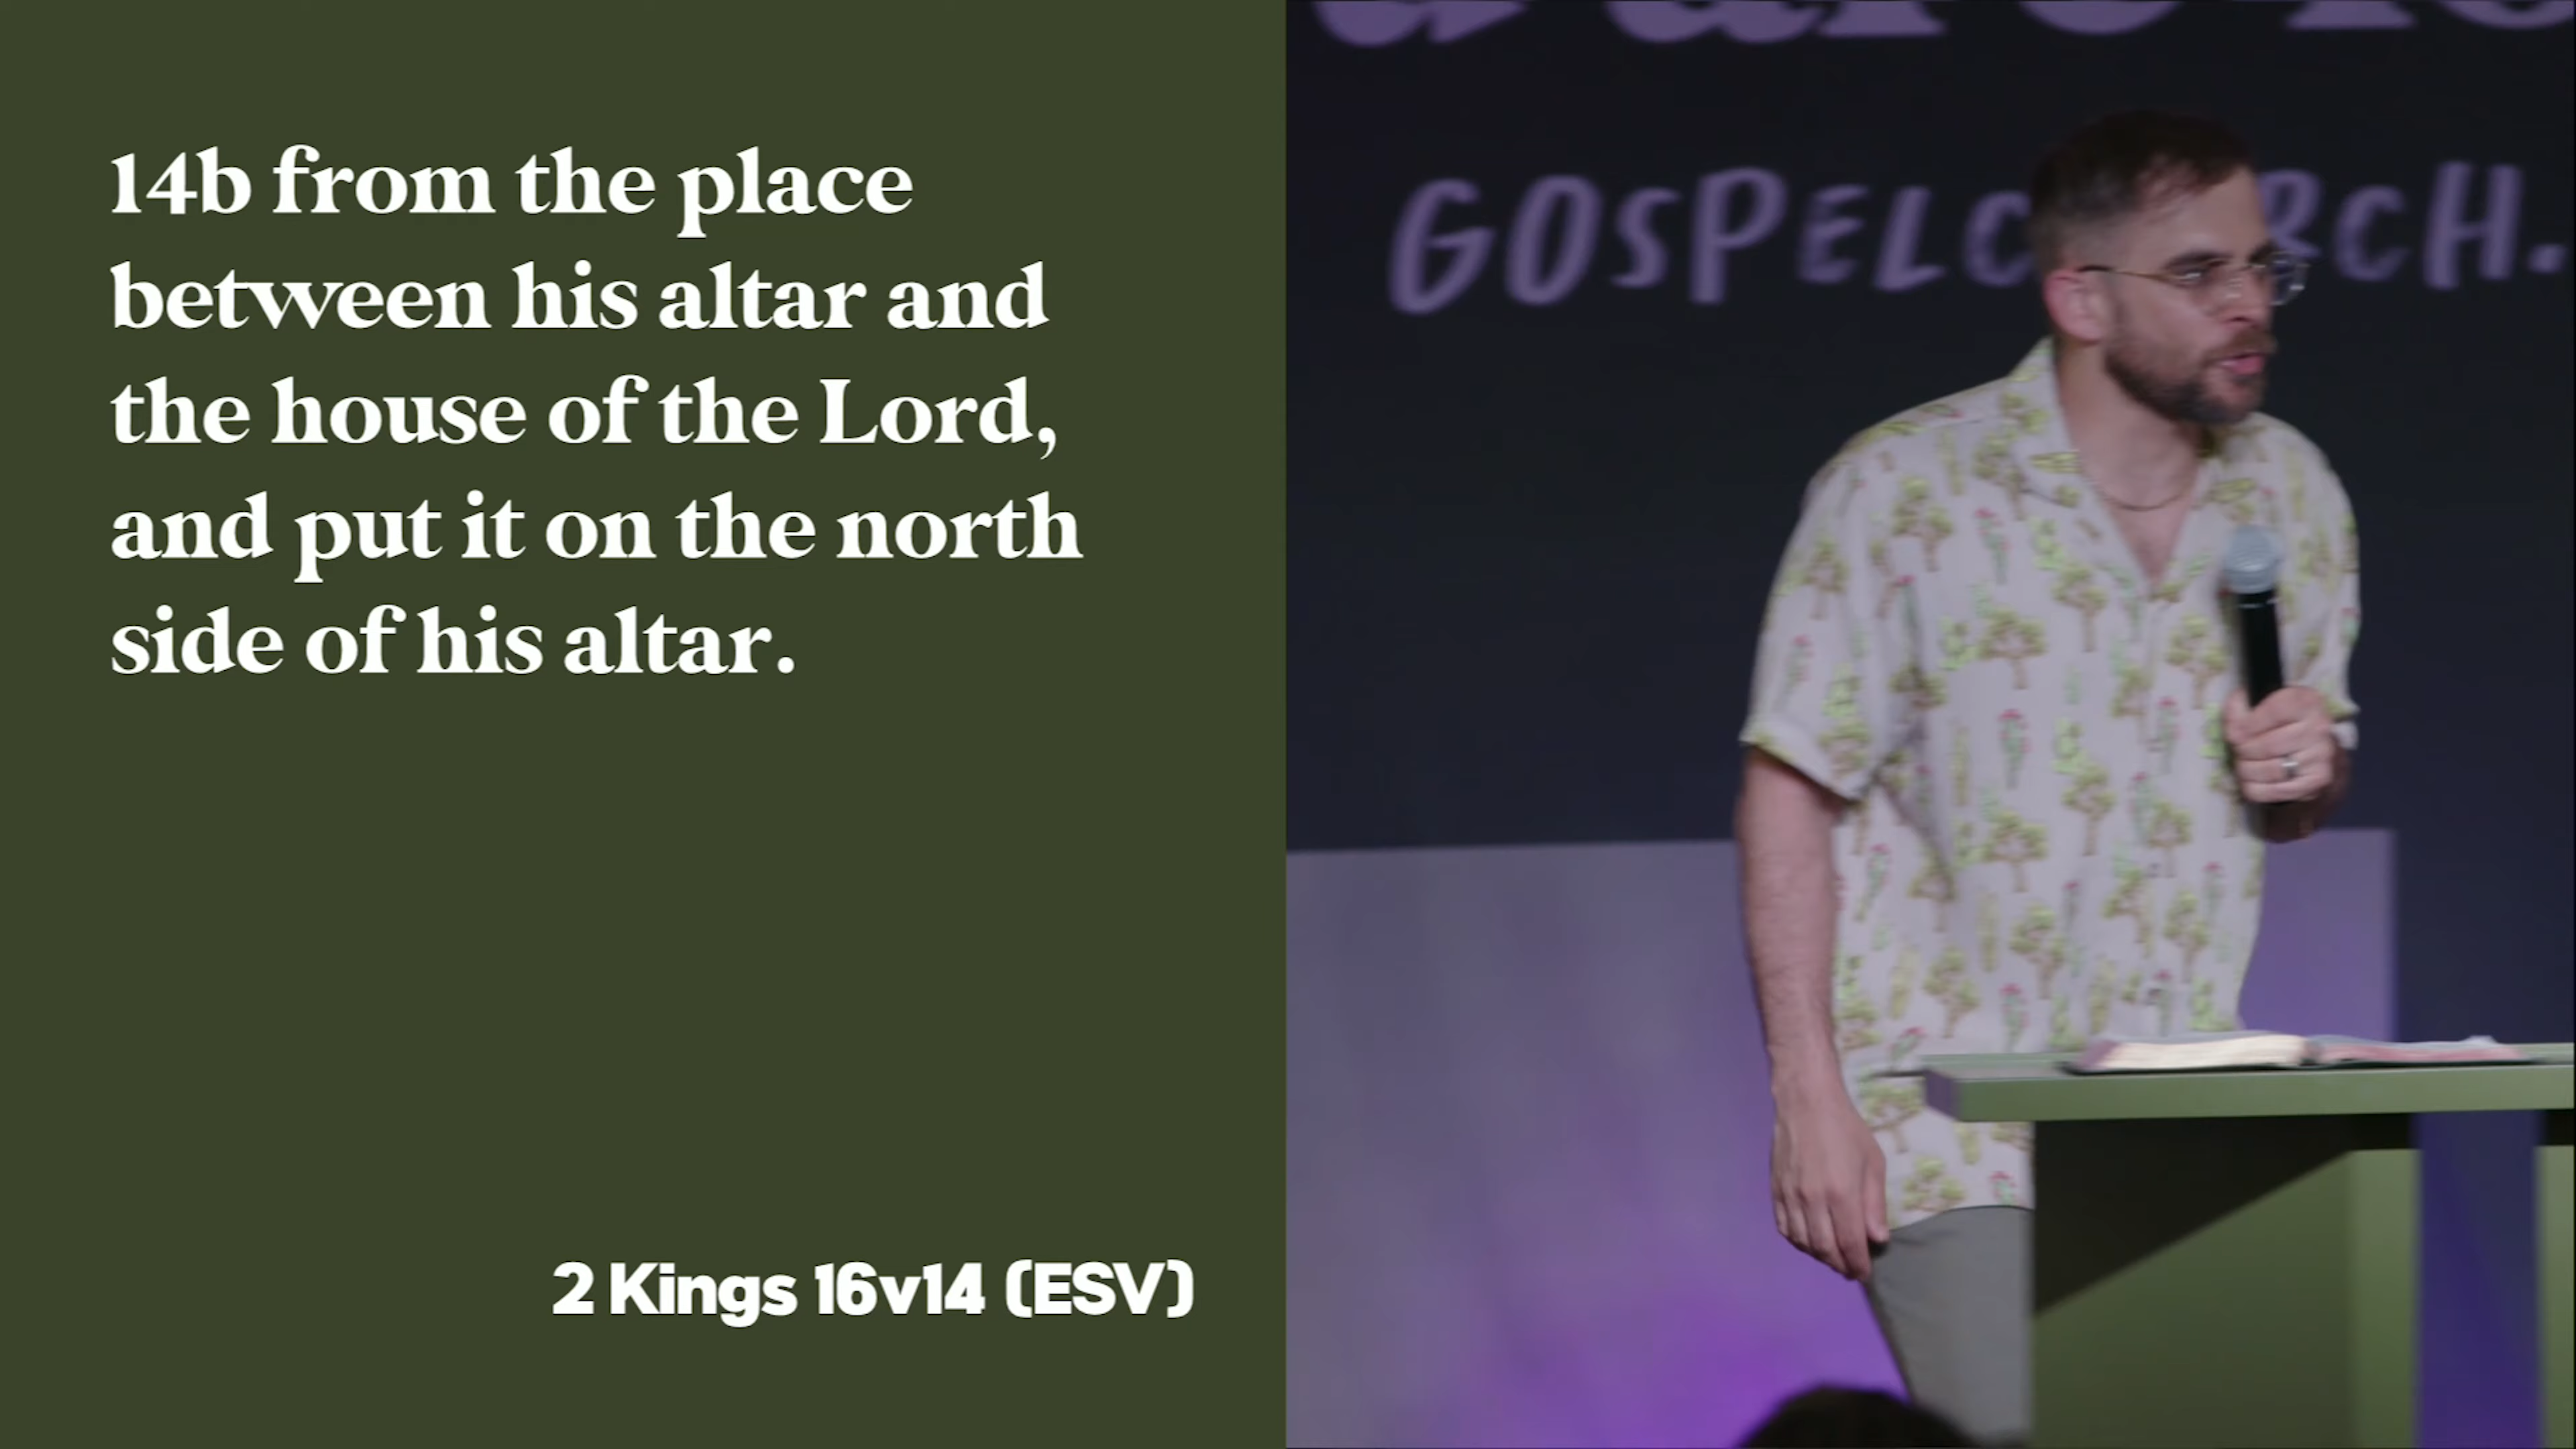 14b from the place
between his altar and
the house of the Lord,
and put it on the north
side of his altar.
2 Kings 16v14 (ESV)